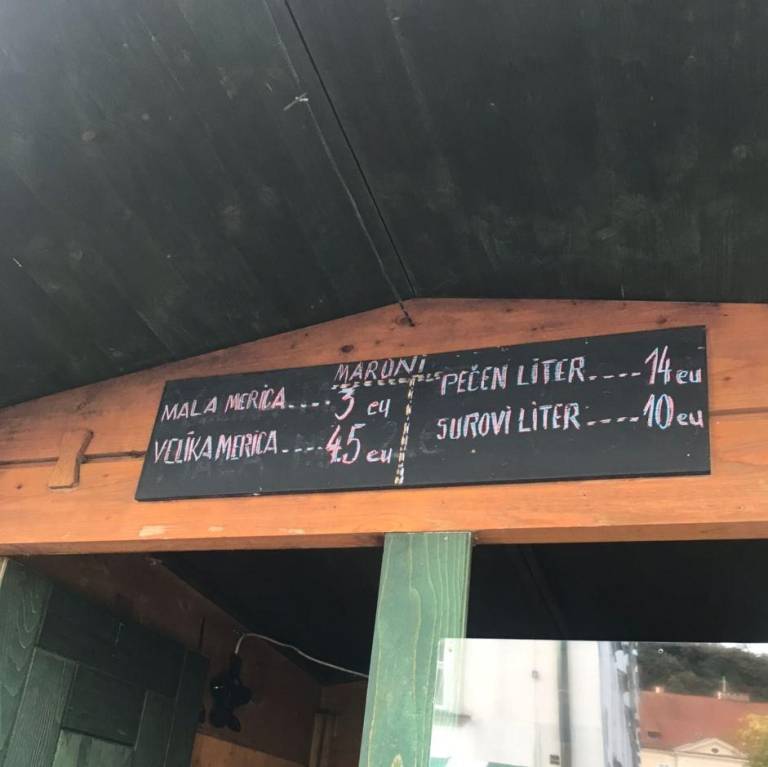 MARONI
MALA MERICA.... 3 eu
VELIKA MERICA.... 4.5 eu
PEČEN LITER..... 14 eu
SUROVI LITER.... 10 eu